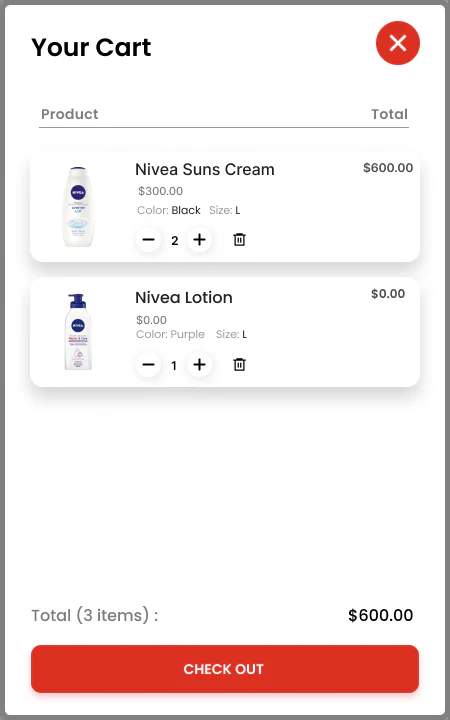 Your Cart
Product Total
Nivea Suns Cream $600.00
$300.00
Color: Black Size: L
2
NIVEA
Nivea Lotion $0.00
$0.00
Color: Purple Size: L
1
NIVEA
Total (3 items) : $600.00
CHECK OUT